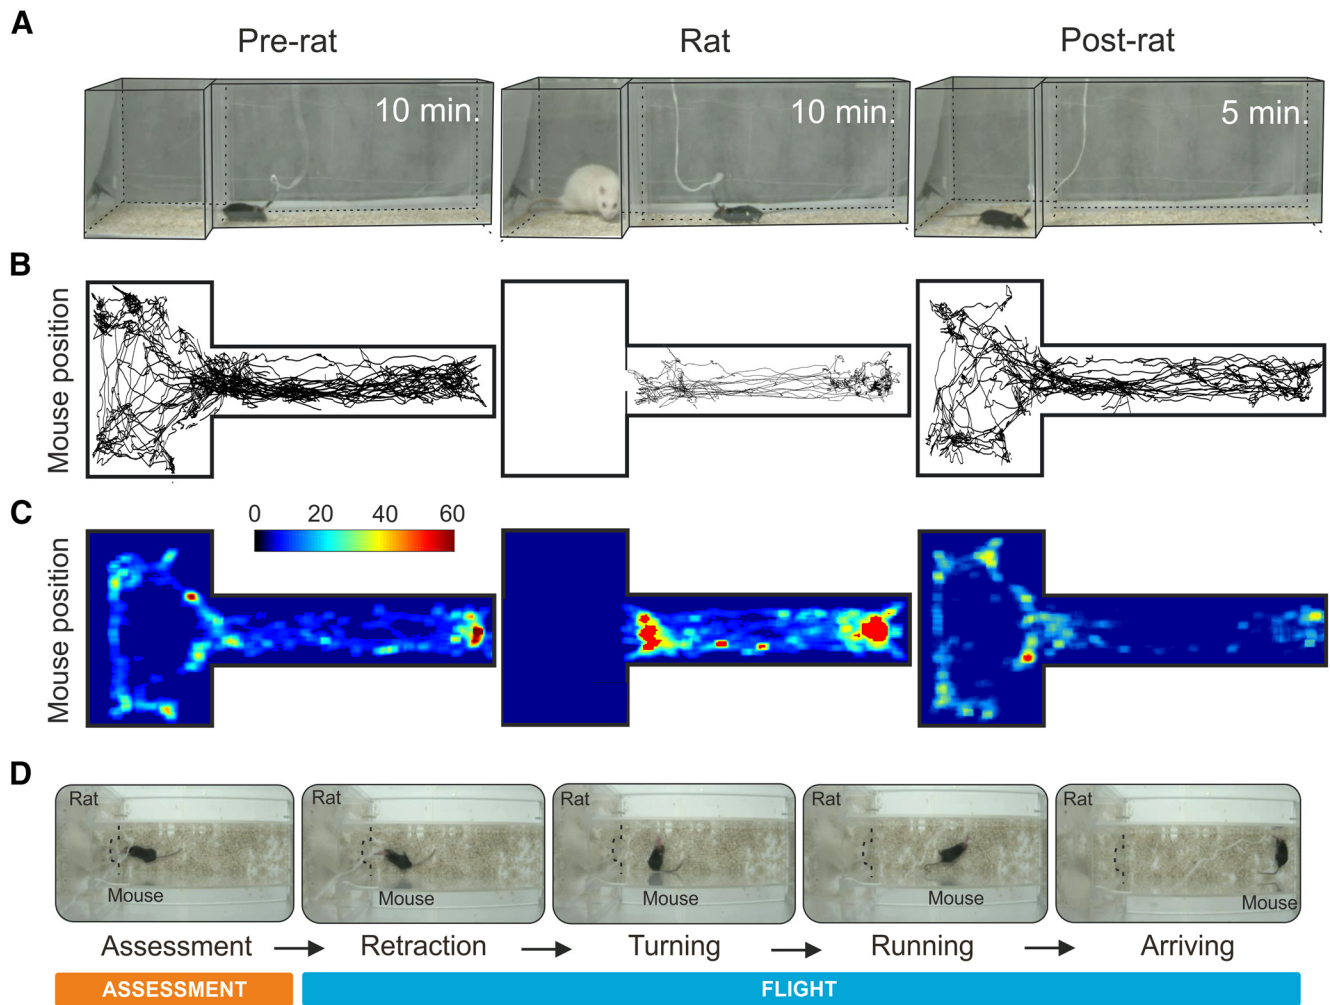 A
Pre-rat
Rat
Post-rat
10 min.
10 min.
5 min.
B
Mouse position
C
0 20 40 60
Mouse position
D
Rat
Rat
Rat
Rat
Rat
Mouse
Mouse
Mouse
Mouse
Mouse
Assessment
Retraction
Turning
Running
Arriving
ASSESSMENT
FLIGHT